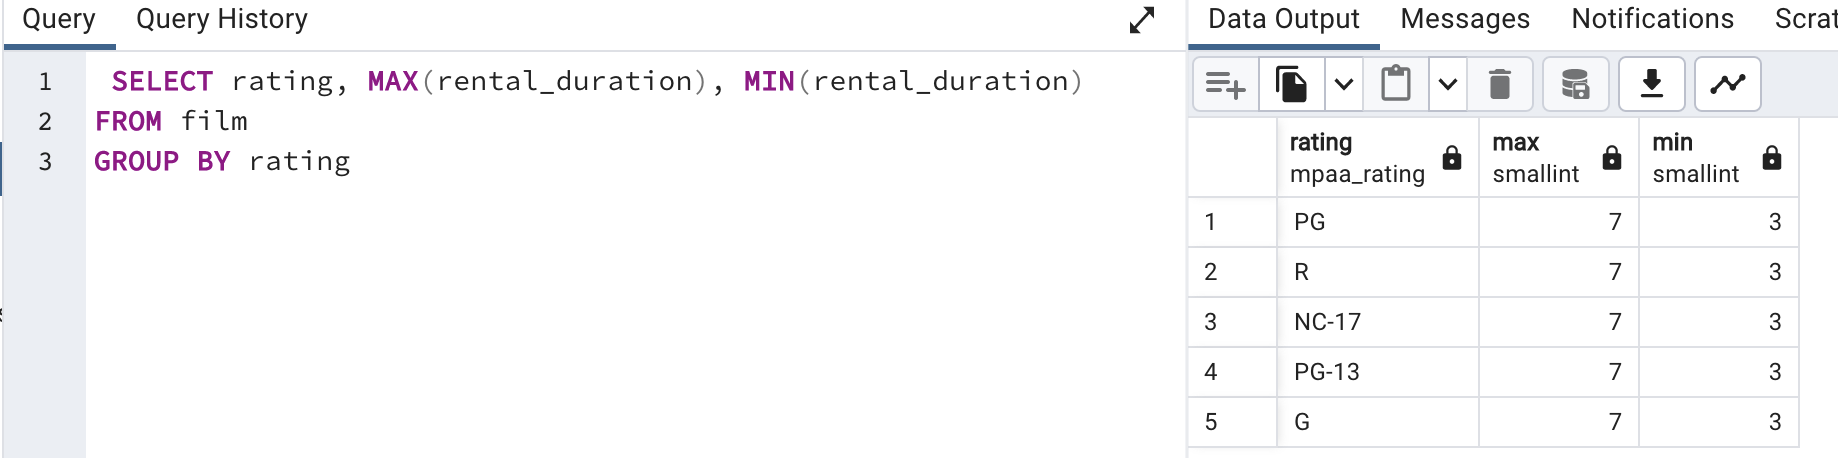 Query Query History
1 SELECT rating, MAX(rental_duration), MIN(rental_duration)
2 FROM film
3 GROUP BY rating
Data Output Messages Notifications Scrat
rating max min
mpaa_rating smallint smallint
1 PG 7 3
2 R 7 3
3 NC-17 7 3
4 PG-13 7 3
5 G 7 3